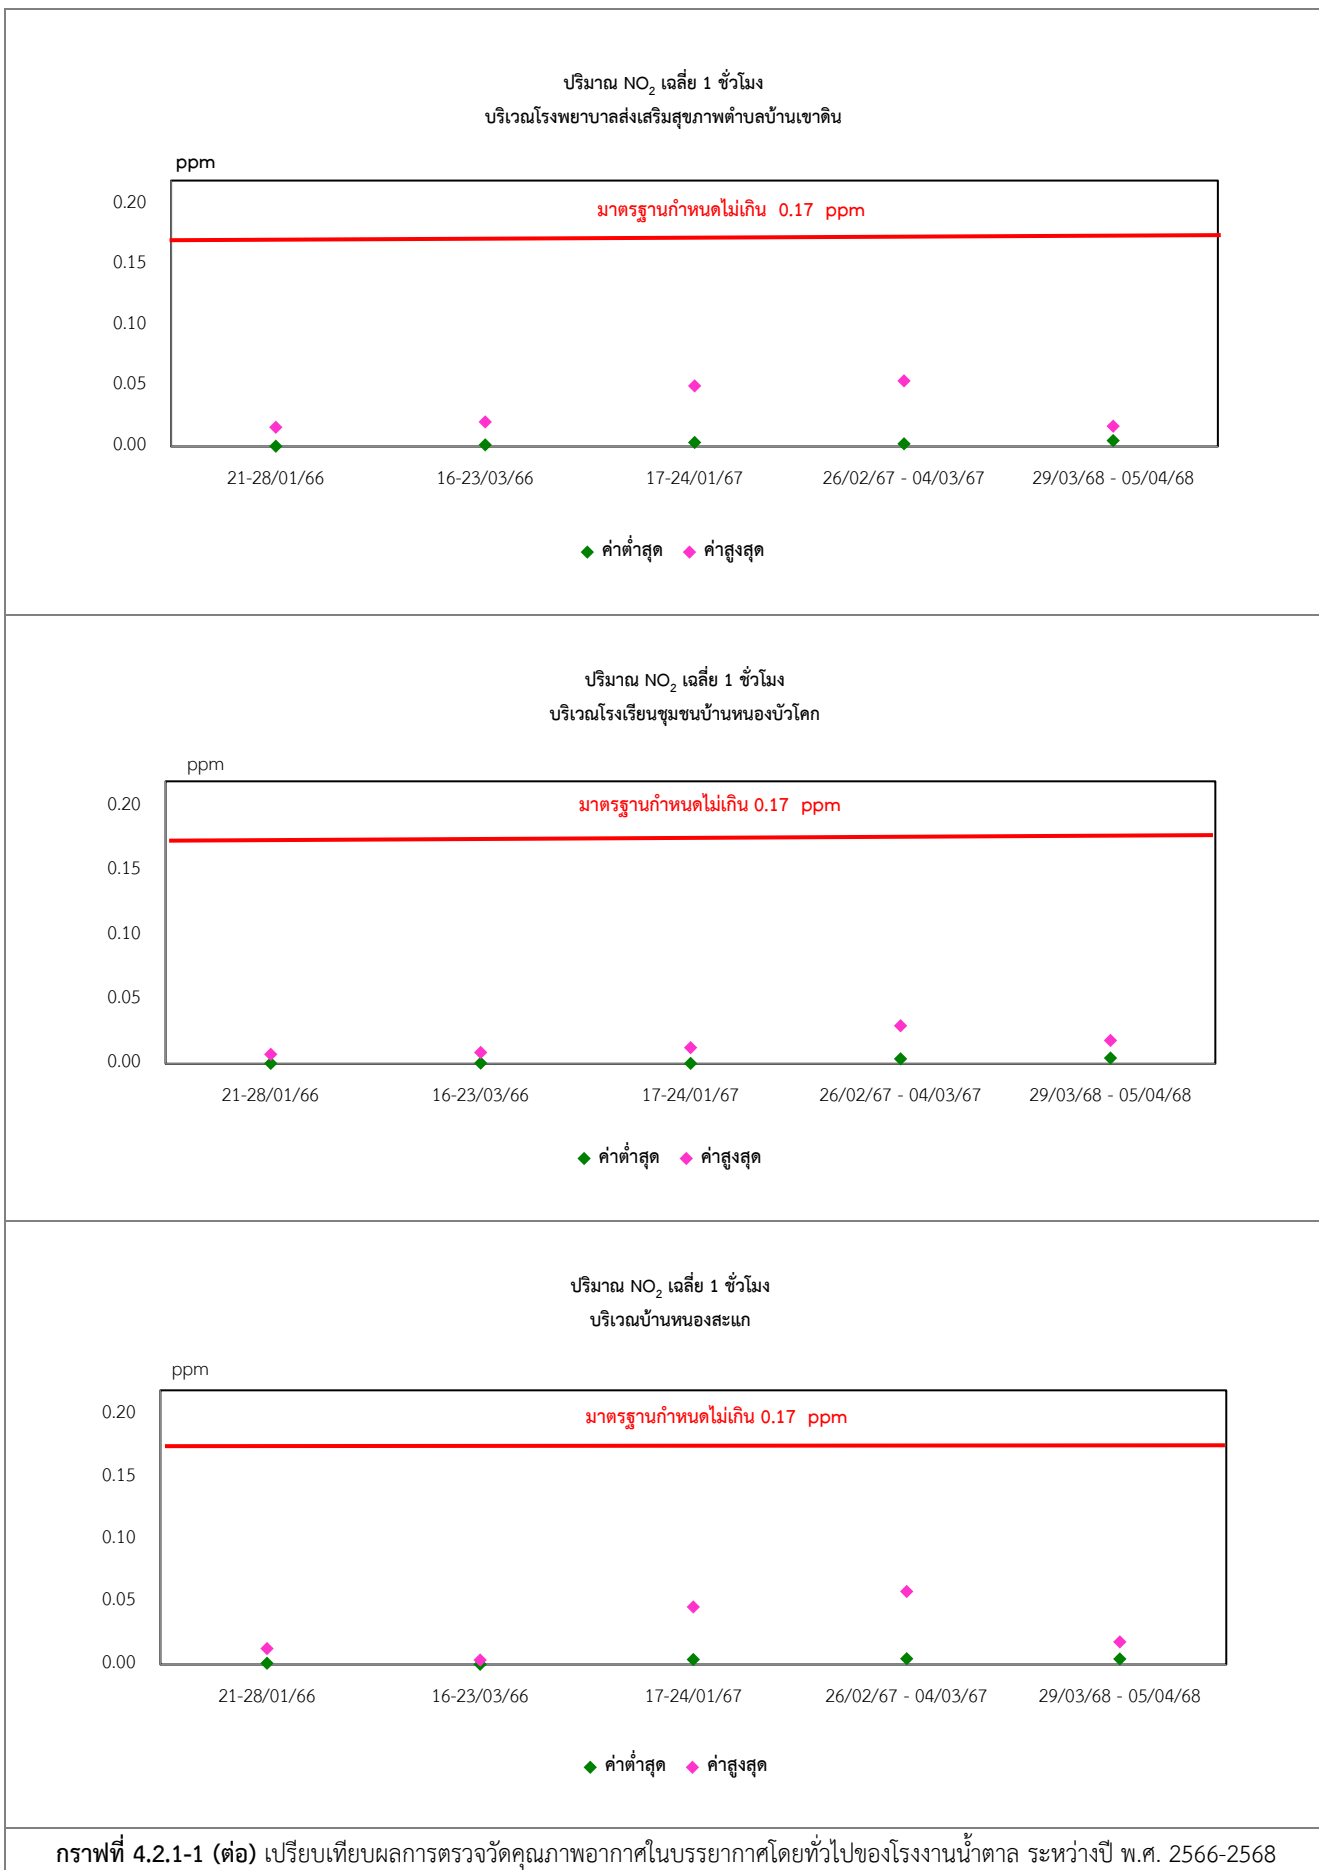 ปริมาณ NO₂ เฉลี่ย 1 ชั่วโมง
บริเวณโรงพยาบาลส่งเสริมสุขภาพตำบลบ้านเขาดิน
ppm
มาตรฐานกำหนดไม่เกิน 0.17 ppm
0.20
0.15
0.10
0.05
0.00
21-28/01/66 16-23/03/66 17-24/01/67 26/02/67 - 04/03/67 29/03/68 - 05/04/68
ค่าต่ำสุด ค่าสูงสุด
ปริมาณ NO₂ เฉลี่ย 1 ชั่วโมง
บริเวณโรงเรียนชุมชนบ้านหนองบัวโคก
ppm
มาตรฐานกำหนดไม่เกิน 0.17 ppm
0.20
0.15
0.10
0.05
0.00
21-28/01/66 16-23/03/66 17-24/01/67 26/02/67 - 04/03/67 29/03/68 - 05/04/68
ค่าต่ำสุด ค่าสูงสุด
ปริมาณ NO₂ เฉลี่ย 1 ชั่วโมง
บริเวณบ้านหนองสะแก
ppm
มาตรฐานกำหนดไม่เกิน 0.17 ppm
0.20
0.15
0.10
0.05
0.00
21-28/01/66 16-23/03/66 17-24/01/67 26/02/67 - 04/03/67 29/03/68 - 05/04/68
ค่าต่ำสุด ค่าสูงสุด
กราฟที่ 4.2.1-1 (ต่อ) เปรียบเทียบผลการตรวจวัดคุณภาพอากาศในบรรยากาศโดยทั่วไปของโรงงานน้ำตาล ระหว่างปี พ.ศ. 2566-2568